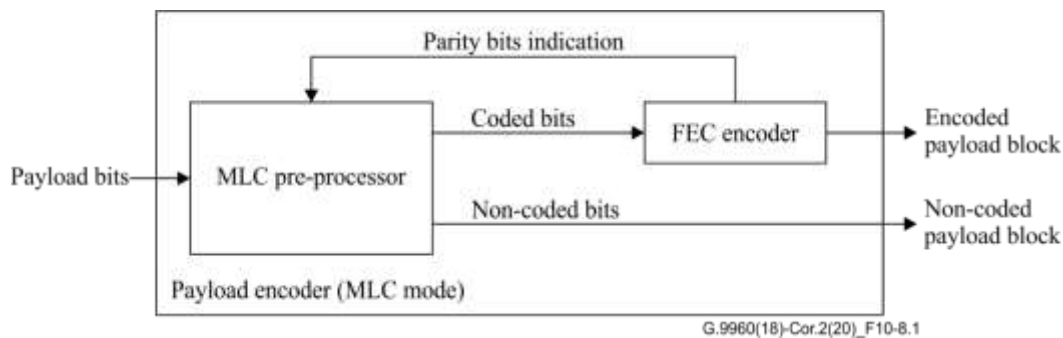 Parity bits indication
Coded bits
FEC encoder
Encoded
payload block
Payload bits
MLC pre-processor
Non-coded bits
Non-coded
payload block
Payload encoder (MLC mode)
G.9960(18)-Cor.2(20)_F10-8.1